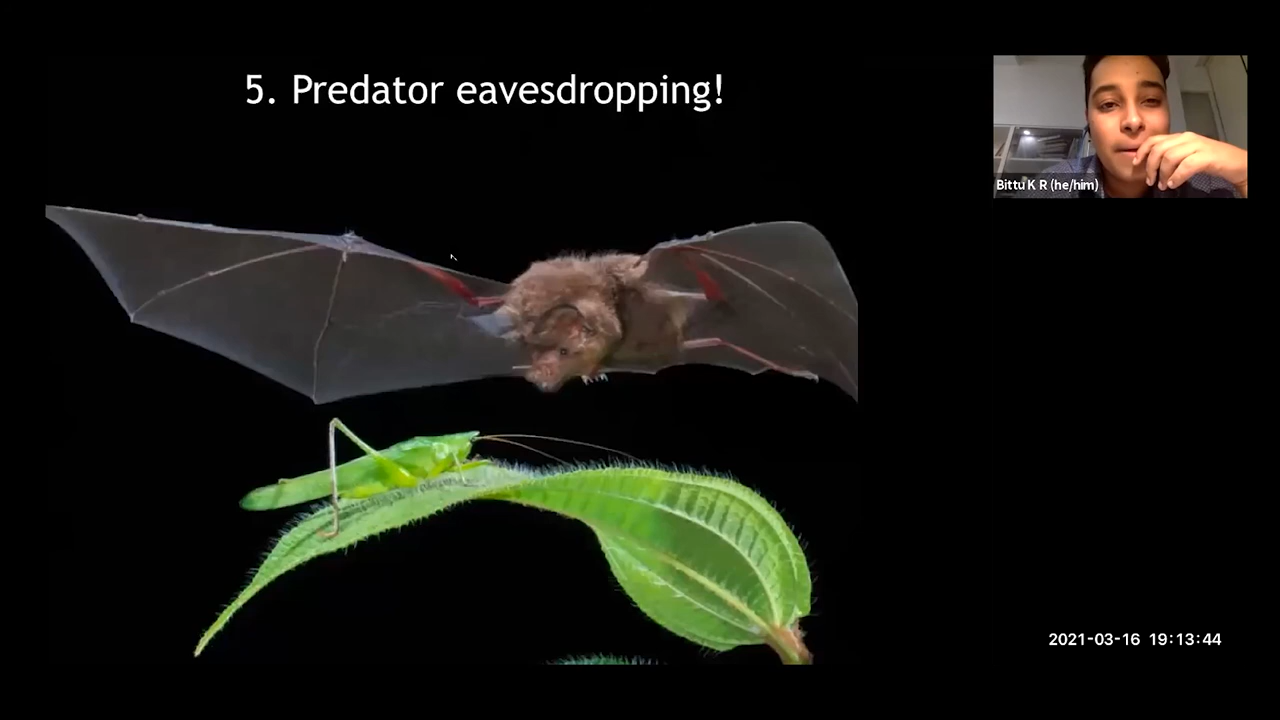 5. Predator eavesdropping!
Bittu K R (he/him)
2021-03-16 19:13:44